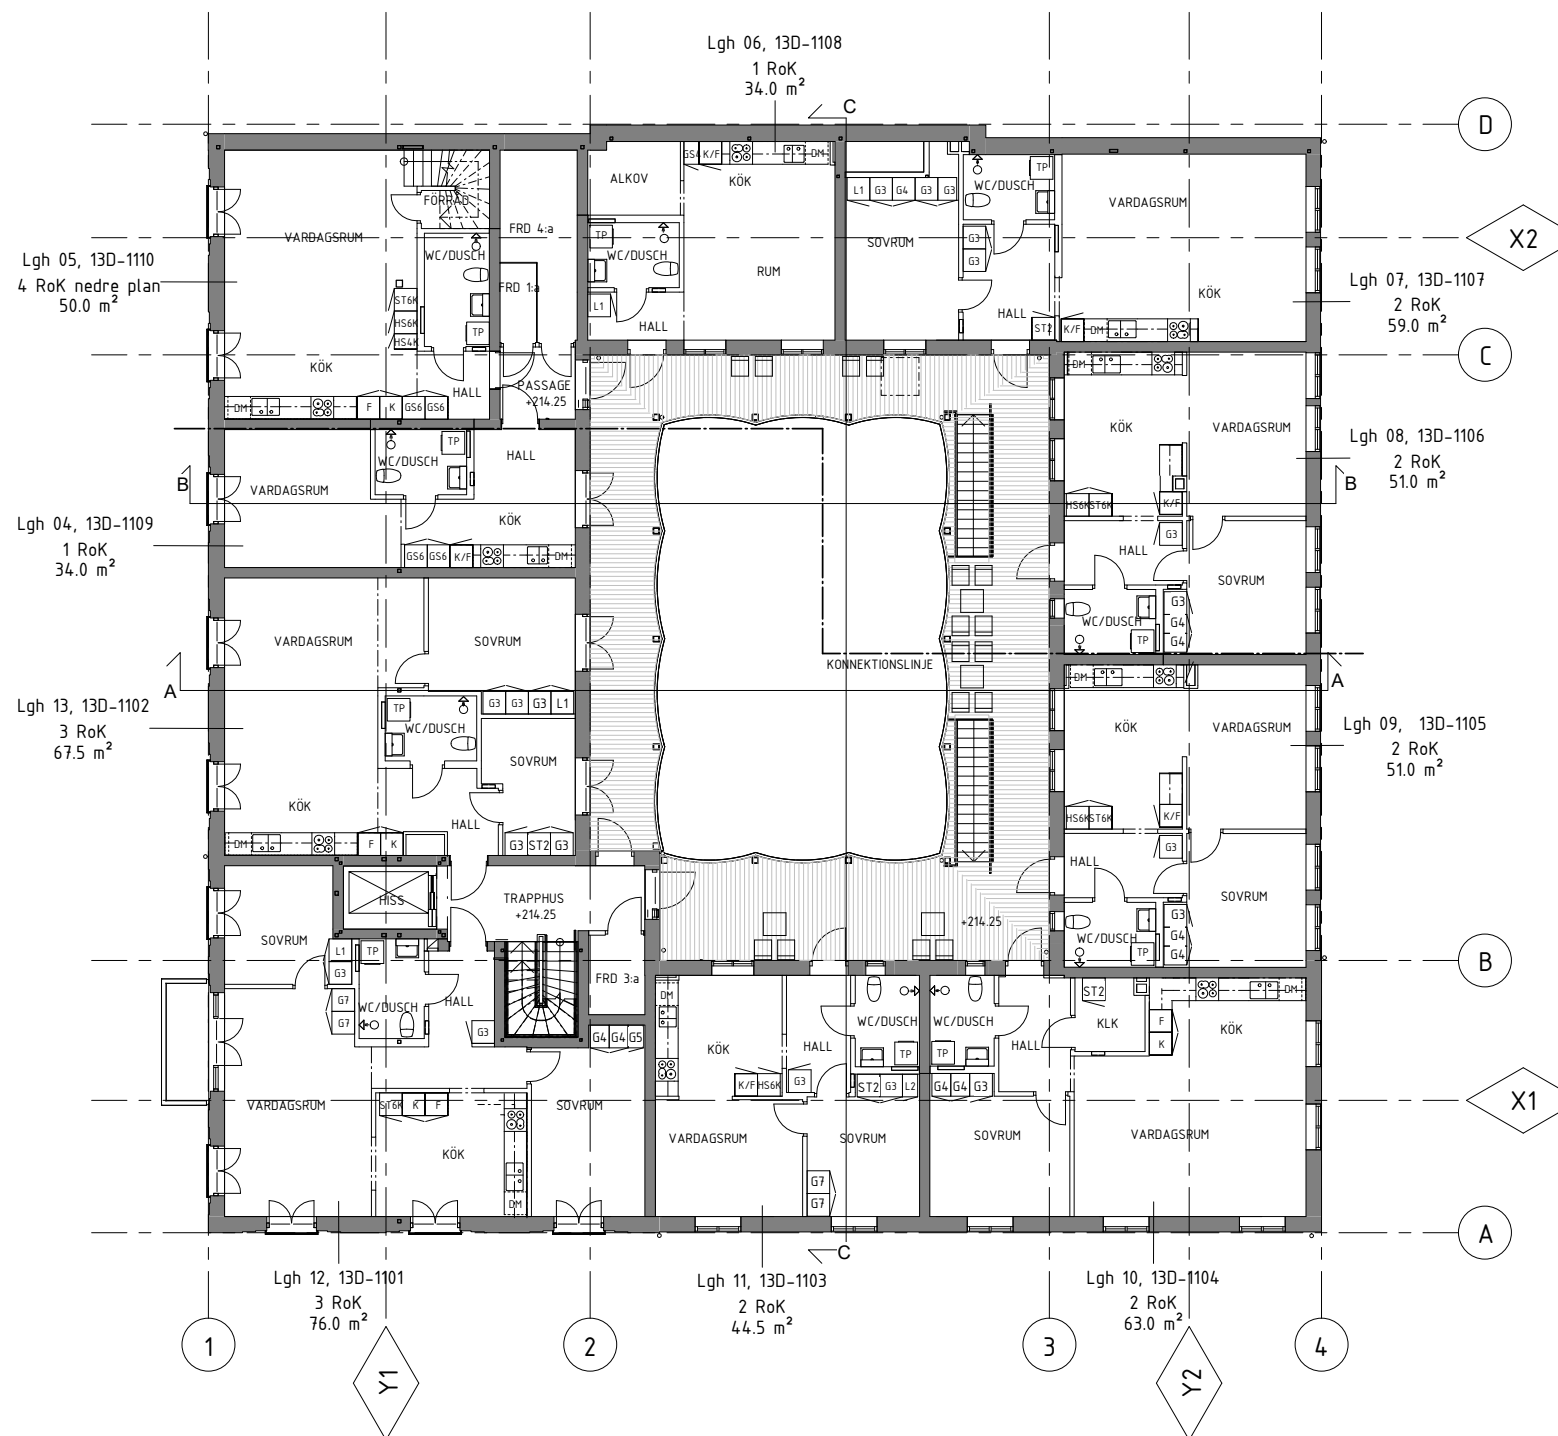 Lgh 06, 13D-1108
1 RoK
34.0 m²
C
D
GS4 K/F DM
ALKOV
KÖK
L1 G3 G4 G3 G3
TP
WC/DUSCH
VARDAGSRUM
FÖRRÅD
VARDAGSRUM
FRD 4:a
TP
WC/DUSCH
SOVRUM
G3
G3
X2
WC/DUSCH
Lgh 05, 13D-1110
4 RoK nedre plan
50.0 m²
RUM
Lgh 07, 13D-1107
2 RoK
59.0 m²
FRD 1:a
KÖK
ST6K
HS6K
HS4K
TP
L1
HALL
HALL
ST2 K/F DM
C
KÖK
HALL
PASSAGE
+214.25
DM
DM F K GS6 GS6
KÖK
VARDAGSRUM
Lgh 08, 13D-1106
2 RoK
51.0 m²
TP
WC/DUSCH
HALL
B
VARDAGSRUM
B
HS6K ST6K
K/F
Lgh 04, 13D-1109
1 RoK
34.0 m²
KÖK
GS6 GS6 K/F DM
G3
HALL
SOVRUM
G3
G4
G4
WC/DUSCH
TP
VARDAGSRUM
SOVRUM
KONNEKTIONSLINJE
A
A
DM
Lgh 13, 13D-1102
3 RoK
67.5 m²
G3 G3 G3 L1
TP
WC/DUSCH
KÖK
VARDAGSRUM
Lgh 09, 13D-1105
2 RoK
51.0 m²
SOVRUM
KÖK
HALL
HS6K ST6K
K/F
DM F K
G3 ST2 G3
G3
HALL
SOVRUM
HISS
TRAPPHUS
+214.25
+214.25
G3
G4
G4
WC/DUSCH
TP
SOVRUM
L1
G3
TP
B
FRD 3:a
G7
G7
WC/DUSCH
HALL
G3
G4 G4 G5
DM
KÖK
HALL
WC/DUSCH
TP
WC/DUSCH
TP
HALL
ST2
KLK
F
K
DM
KÖK
K/F HS6K
G3
ST2 G3 L2
G4 G4 G3
X1
VARDAGSRUM
ST6K K F
SOVRUM
KÖK
DM
VARDAGSRUM
SOVRUM
G7
G7
SOVRUM
VARDAGSRUM
A
C
Lgh 12, 13D-1101
3 RoK
76.0 m²
Lgh 11, 13D-1103
2 RoK
44.5 m²
Lgh 10, 13D-1104
2 RoK
63.0 m²
1
2
3
4
Y1
Y2